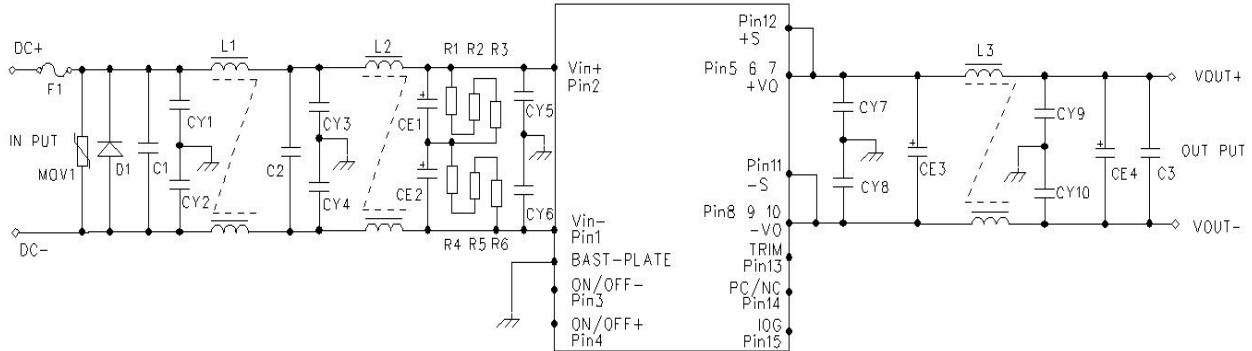 DC+
F1
L1
L2
R1 R2 R3
Vin+
Pin2
IN PUT
MOV1
D1
C1
CY1
CY2
C2
CY3
CY4
CE1
CE2
CY5
CY6
R4 R5 R6
DC-
Vin-
Pin1
BAST-PLATE
ON/OFF-
Pin3
ON/OFF+
Pin4
Pin12
+S
Pin5 6 7
+VO
Pin11
-S
Pin8 9 10
-VO
TRIM
Pin13
PC/NC
Pin14
IOG
Pin15
L3
CY7
CY8
CE3
CY9
CY10
CE4
C3
OUT PUT
VOUT+
VOUT-